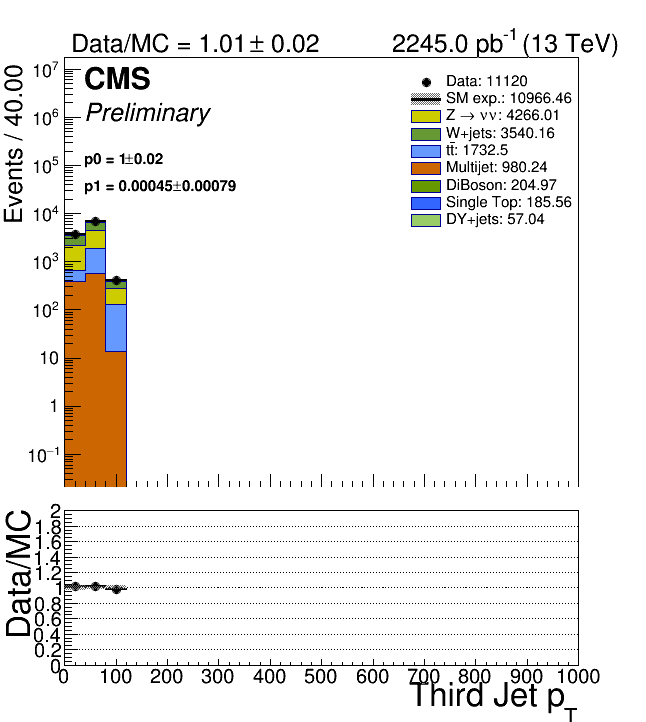 Data/MC = 1.01± 0.02 2245.0 pb⁻¹ (13 TeV)
CMS
Preliminary
p0 = 1±0.02
p1 = 0.00045±0.00079
Data: 11120
SM exp.: 10966.46
Z → νν: 4266.01
W+jets: 3540.16
tt̄: 1732.5
Multijet: 980.24
DiBoson: 204.97
Single Top: 185.56
DY+jets: 57.04
Events / 40.00
10⁷
10⁶
10⁵
10⁴
10³
10²
10
1
10⁻¹
Data/MC
2
1.8
1.6
1.4
1.2
1
0.8
0.6
0.4
0.2
0
0 100 200 300 400 500 600 700 800 900 1000
Third Jet p_T